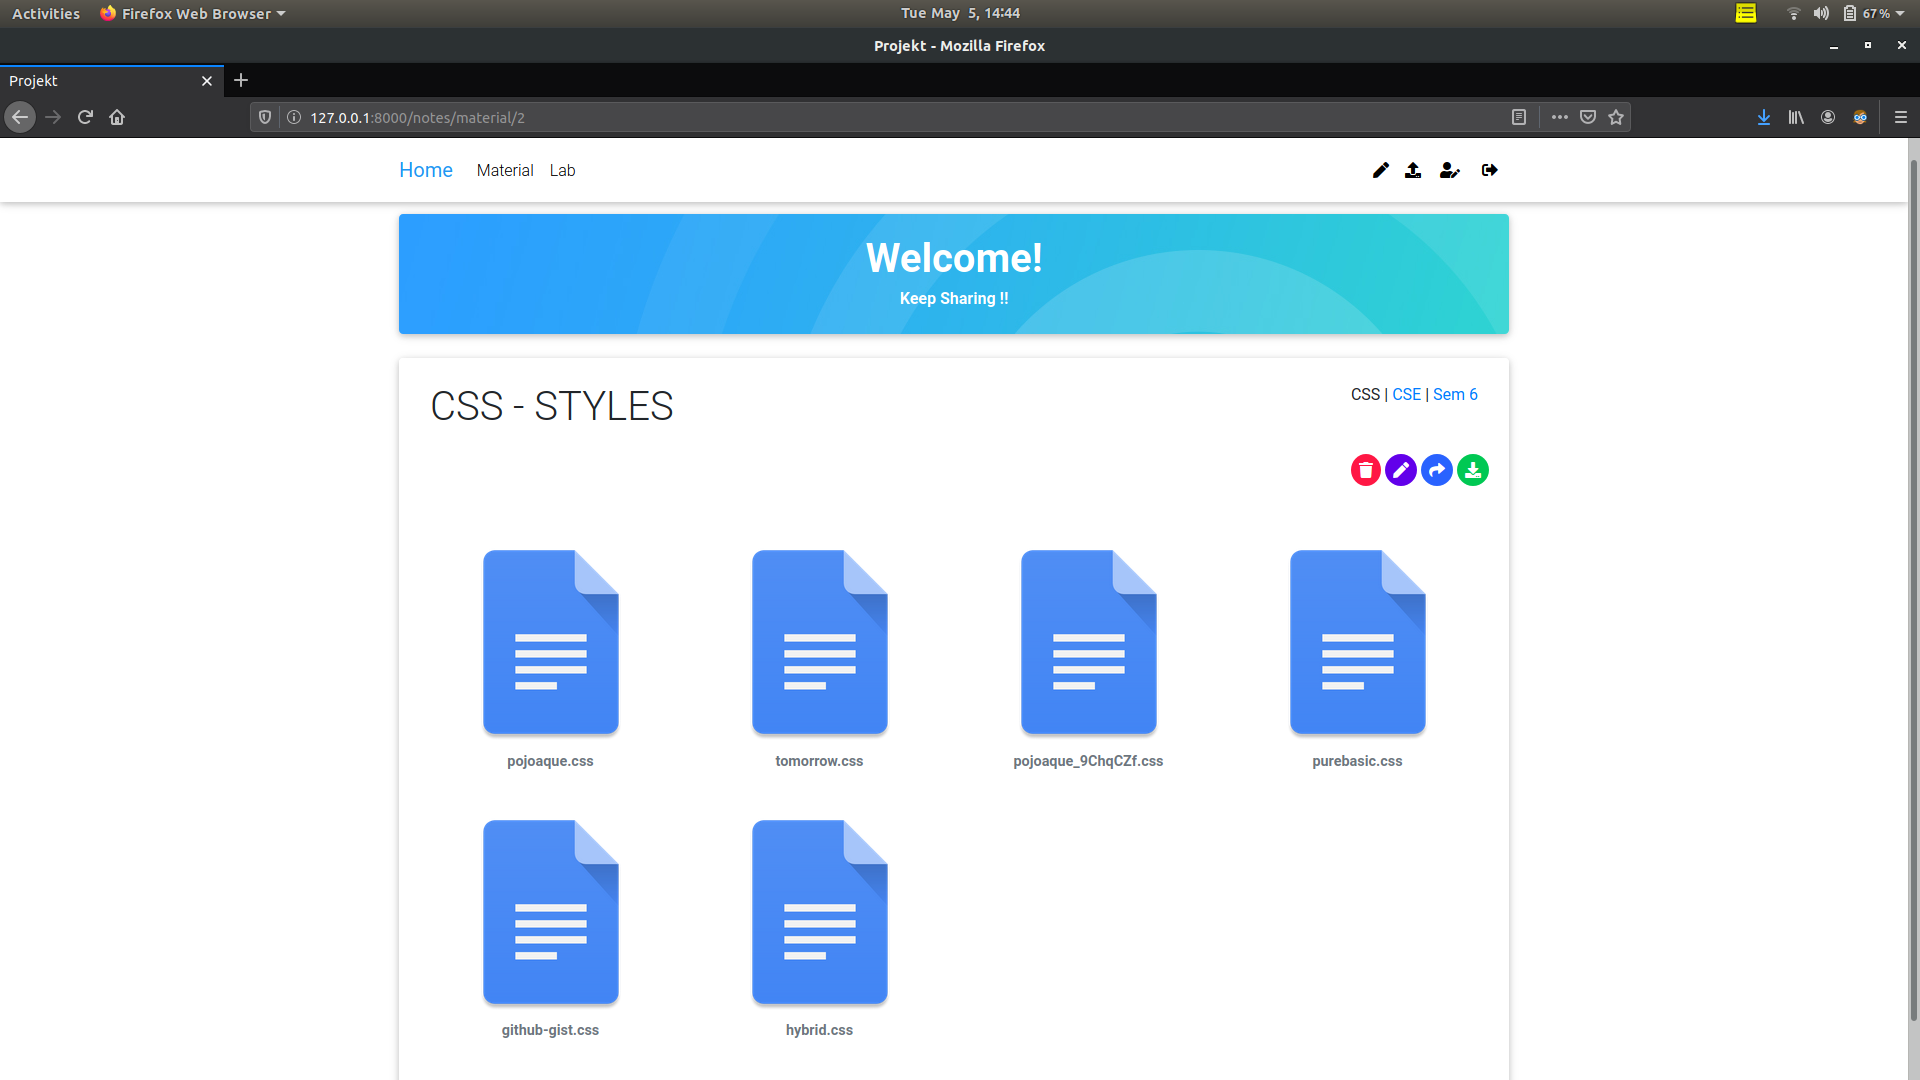 Activities Firefox Web Browser Tue May 5, 14:44 67%
Projekt - Mozilla Firefox
Projekt
127.0.0.1:8000/notes/material/2
Home Material Lab
Welcome!
Keep Sharing !!
CSS - STYLES
CSS | CSE | Sem 6
pojoaque.css tomorrow.css pojoaque_9ChqCZf.css purebasic.css
github-gist.css hybrid.css